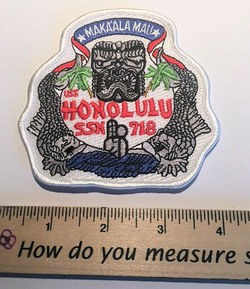 MAKA'ALA MAU
USS
HONOLULU
SSN 718
1 2 3 4
How do you measure s